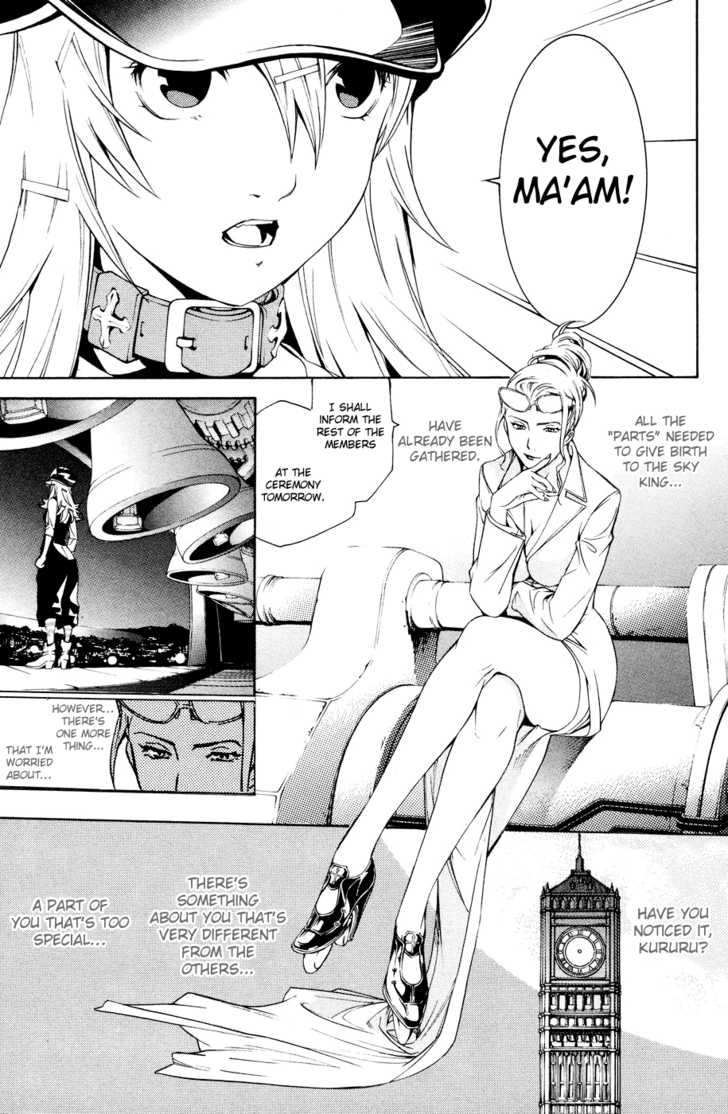 YES,
MA'AM!
ALL THE
"PARTS" NEEDED
TO GIVE BIRTH
TO THE SKY
KING...
HAVE
ALREADY BEEN
GATHERED.
I SHALL
INFORM THE
REST OF THE
MEMBERS
AT THE
CEREMONY
TOMORROW.
HOWEVER...
THERE'S
ONE MORE
THING...
THAT I'M
WORRIED
ABOUT...
HAVE YOU
NOTICED IT,
KURURU?
THERE'S
SOMETHING
ABOUT YOU THAT'S
VERY DIFFERENT
FROM THE
OTHERS...
A PART OF
YOU THAT'S TOO
SPECIAL...